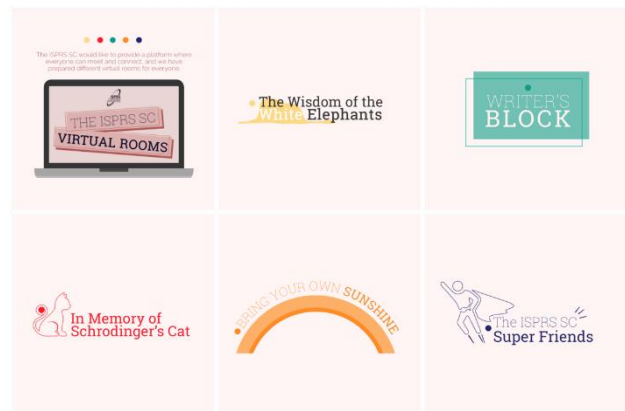 The ISPRS SC would like to provide a platform where
everyone can meet and connect, and we have
prepared different virtual rooms for everyone.
THE ISPRS SC
VIRTUAL ROOMS
The Wisdom of the
White Elephants
WRITER'S
BLOCK
In Memory of
Schrodinger's Cat
BRING YOUR OWN SUNSHINE
The ISPRS SC
Super Friends